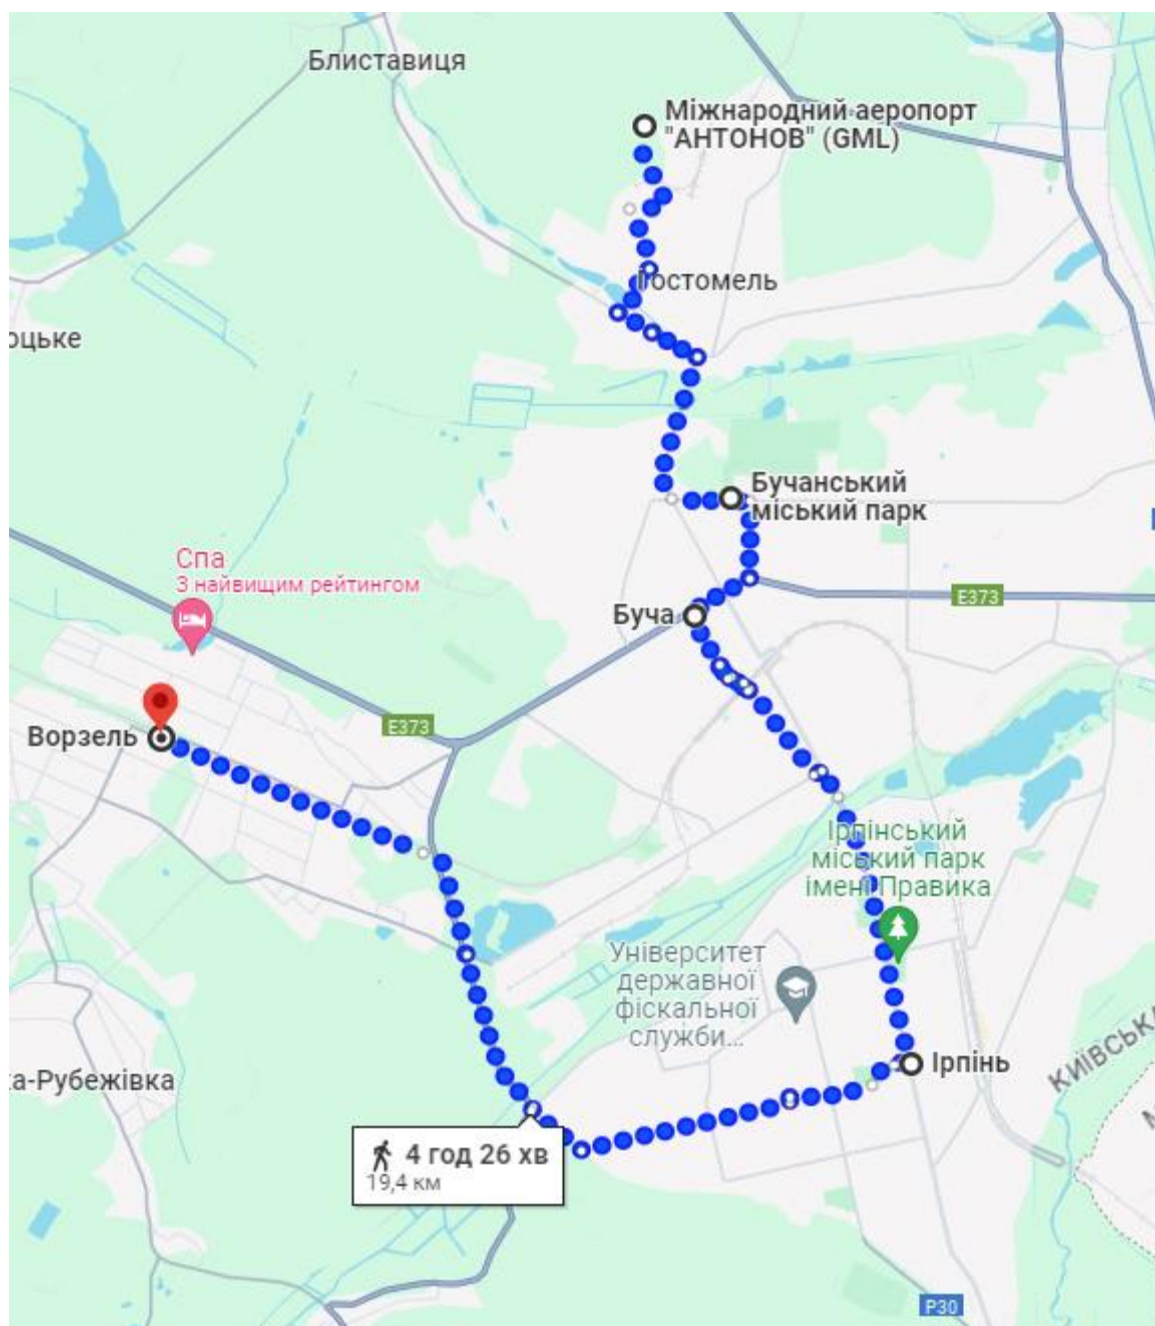 Блиставиця
Міжнародний аеропорт
"АНТОНОВ" (GML)
Гостомель
оцьке
Бучанський
міський парк
Спа
З найвищим рейтингом
E373
Буча
E373
Ворзель
Ірпінський
міський парк
імені Правика
Університет
державної
фіскальної
служби...
Ірпінь
КИЇВСЬКА
а-Рубежівка
4 год 26 хв
19,4 км
P30